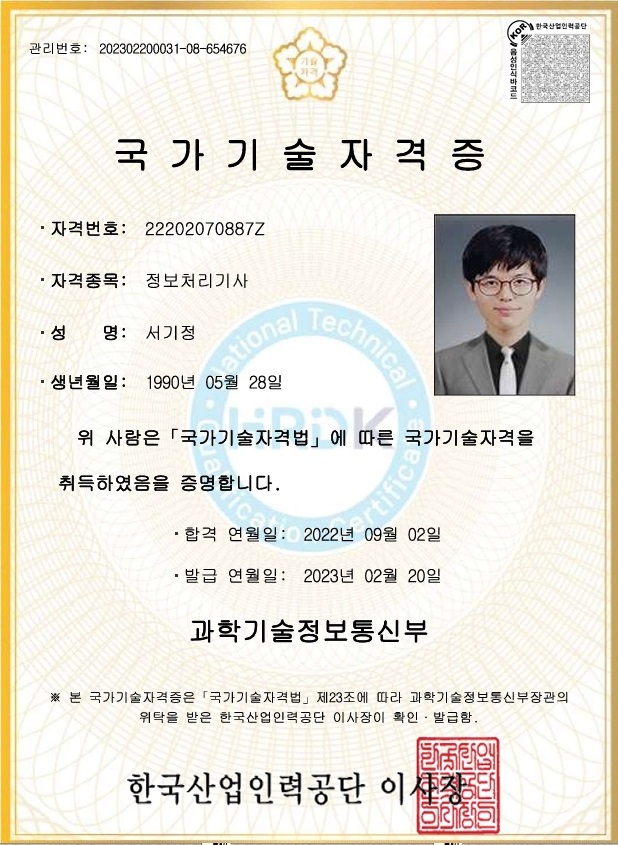 관리번호: 202302200031-08-654676
기술
자격
KOR
한국산업인력공단
음성인식바코드
국가기술자격증
· 자격번호: 22202070887Z
· 자격종목: 정보처리기사
· 성 명: 서기정
· 생년월일: 1990년 05월 28일
National Technical
HRDK
Qualification Certificate
위 사람은「국가기술자격법」에 따른 국가기술자격을
취득하였음을 증명합니다.
· 합격 연월일: 2022년 09월 02일
· 발급 연월일: 2023년 02월 20일
과학기술정보통신부
※ 본 국가기술자격증은「국가기술자격법」제23조에 따라 과학기술정보통신부장관의
위탁을 받은 한국산업인력공단 이사장이 확인 · 발급함.
한국산업인력공단 이사장